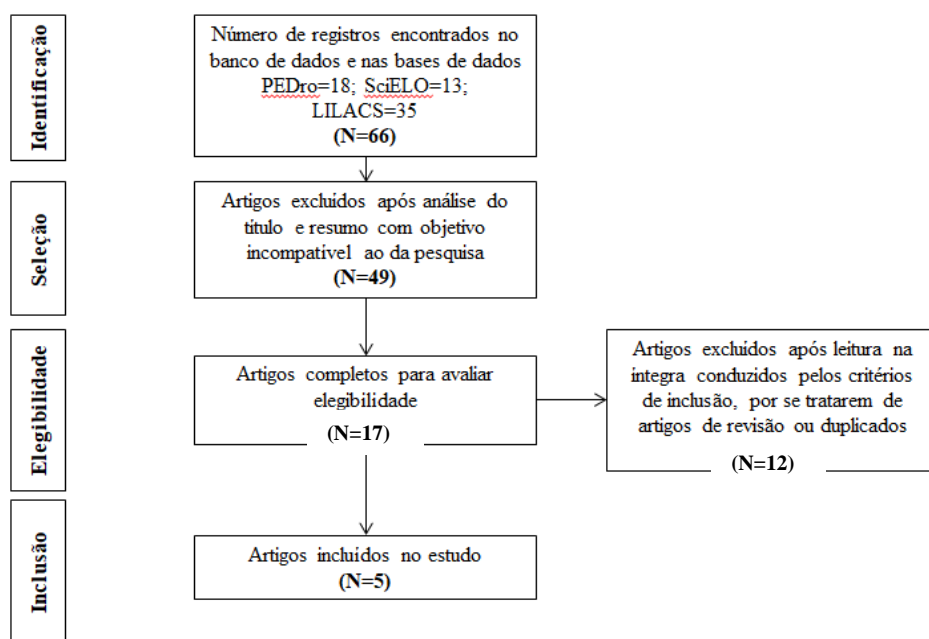 Identificação
Número de registros encontrados no
banco de dados e nas bases de dados
PEDro=18; SciELO=13;
LILACS=35
(N=66)
Seleção
Artigos excluídos após análise do
título e resumo com objetivo
incompatível ao da pesquisa
(N=49)
Elegibilidade
Artigos completos para avaliar
elegibilidade
(N=17)
Artigos excluídos após leitura na
integra conduzidos pelos critérios
de inclusão, por se tratarem de
artigos de revisão ou duplicados
(N=12)
Inclusão
Artigos incluídos no estudo
(N=5)